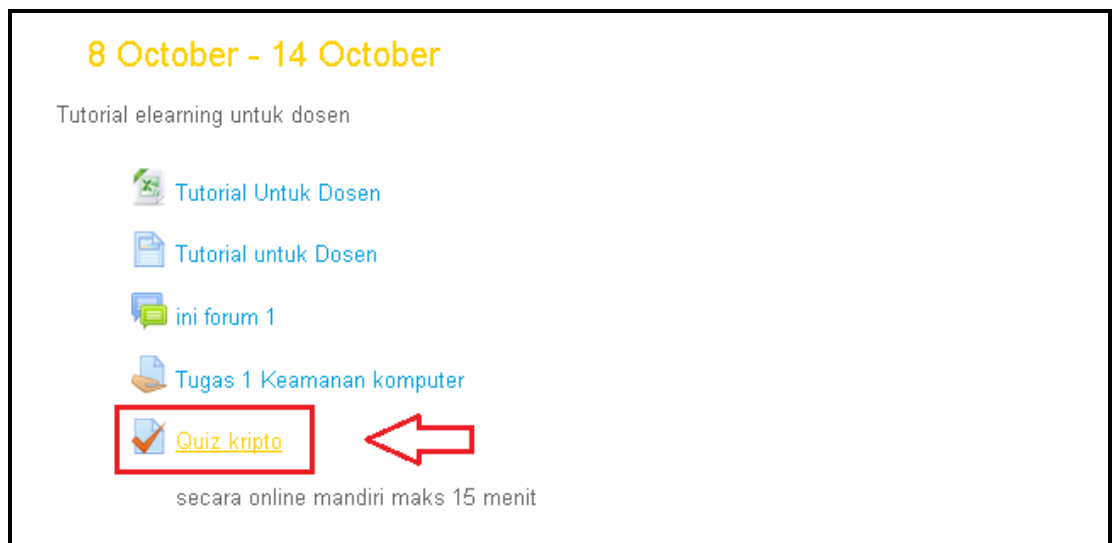 8 October - 14 October
Tutorial elearning untuk dosen
Tutorial Untuk Dosen
Tutorial untuk Dosen
ini forum 1
Tugas 1 Keamanan komputer
Quiz kripto
secara online mandiri maks 15 menit